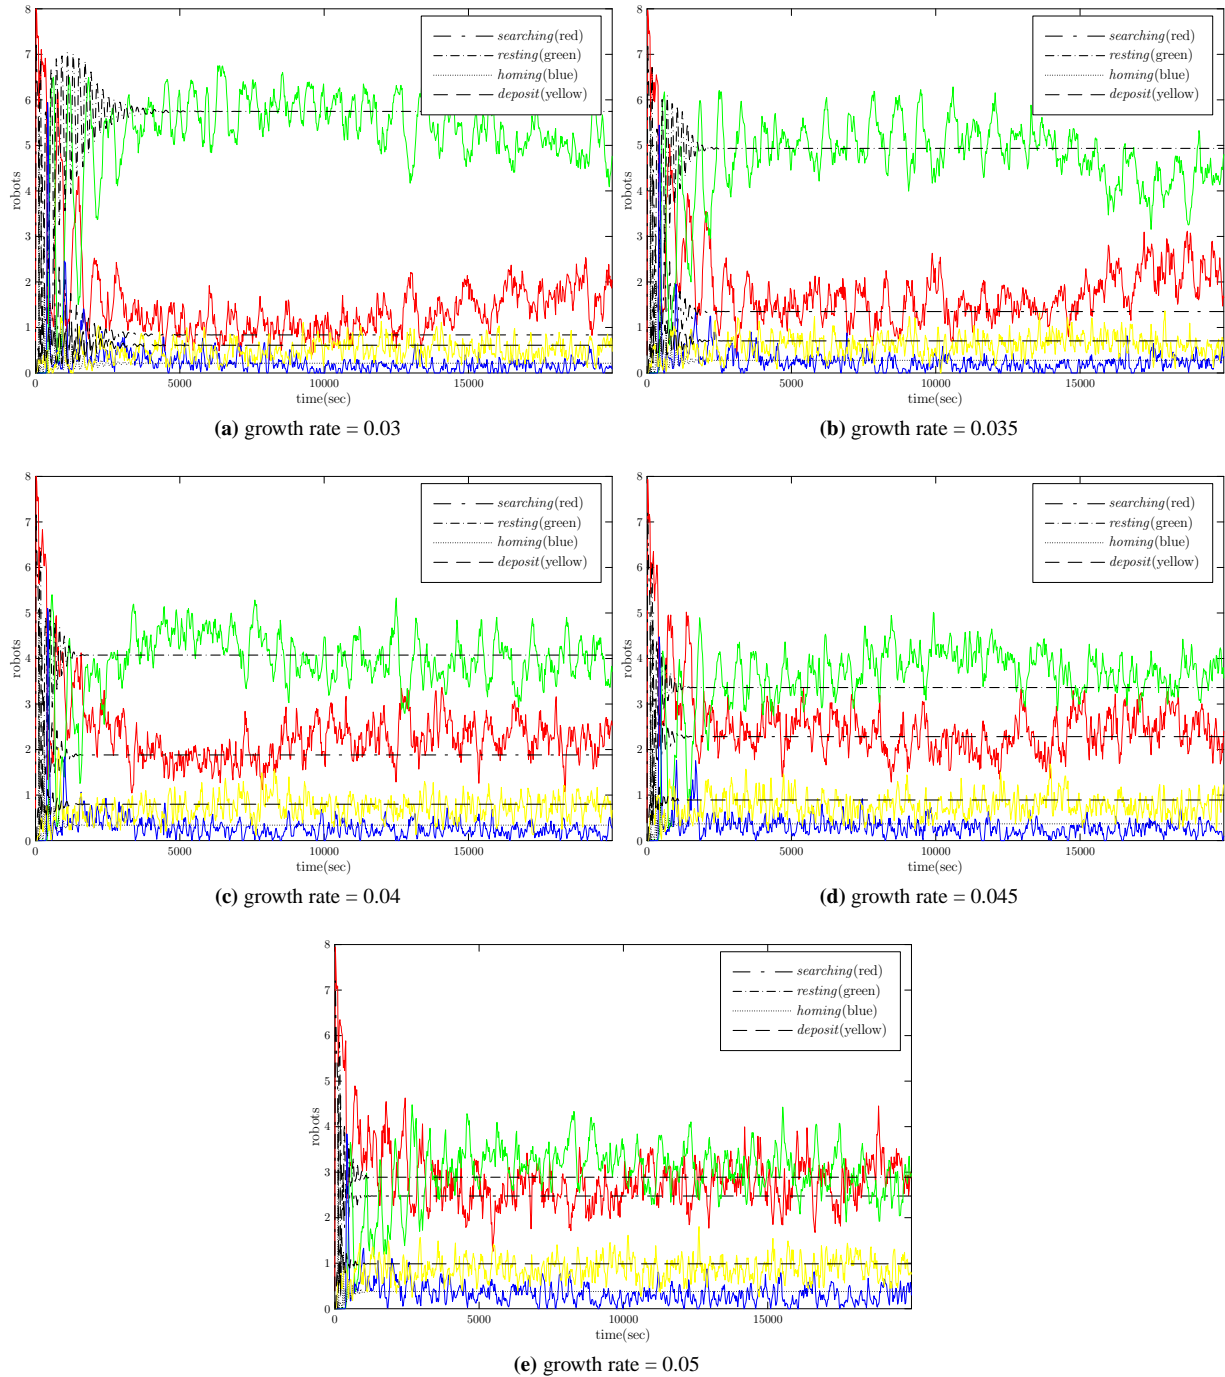 8
7
6
5
4
3
2
1
0
robots
searching(red)
resting(green)
homing(blue)
deposit(yellow)
0 5000 10000 15000
time(sec)
(a) growth rate = 0.03
8
7
6
5
4
3
2
1
0
robots
searching(red)
resting(green)
homing(blue)
deposit(yellow)
0 5000 10000 15000
time(sec)
(b) growth rate = 0.035
8
7
6
5
4
3
2
1
0
robots
searching(red)
resting(green)
homing(blue)
deposit(yellow)
0 5000 10000 15000
time(sec)
(c) growth rate = 0.04
8
7
6
5
4
3
2
1
0
robots
searching(red)
resting(green)
homing(blue)
deposit(yellow)
0 5000 10000 15000
time(sec)
(d) growth rate = 0.045
8
7
6
5
4
3
2
1
0
robots
searching(red)
resting(green)
homing(blue)
deposit(yellow)
0 5000 10000 15000
time(sec)
(e) growth rate = 0.05